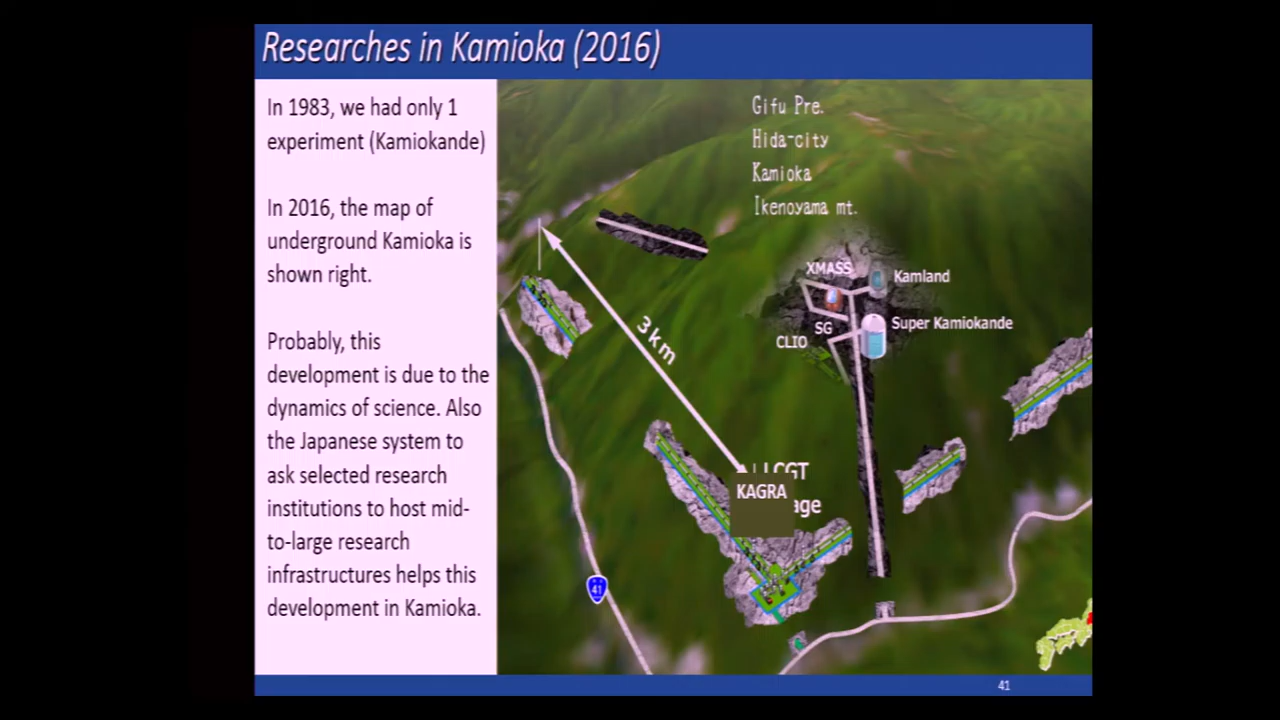 Researches in Kamioka (2016)
In 1983, we had only 1
experiment (Kamiokande)
In 2016, the map of
underground Kamioka is
shown right.
Probably, this
development is due to the
dynamics of science. Also
the Japanese system to
ask selected research
institutions to host mid-
to-large research
infrastructures helps this
development in Kamioka.
Gifu Pre.
Hida-city
Kamioka
Ikenoyama mt.
XMASS
Kamland
SG
Super Kamiokande
CLIO
3km
LCGT
KAGRA
age
41
41